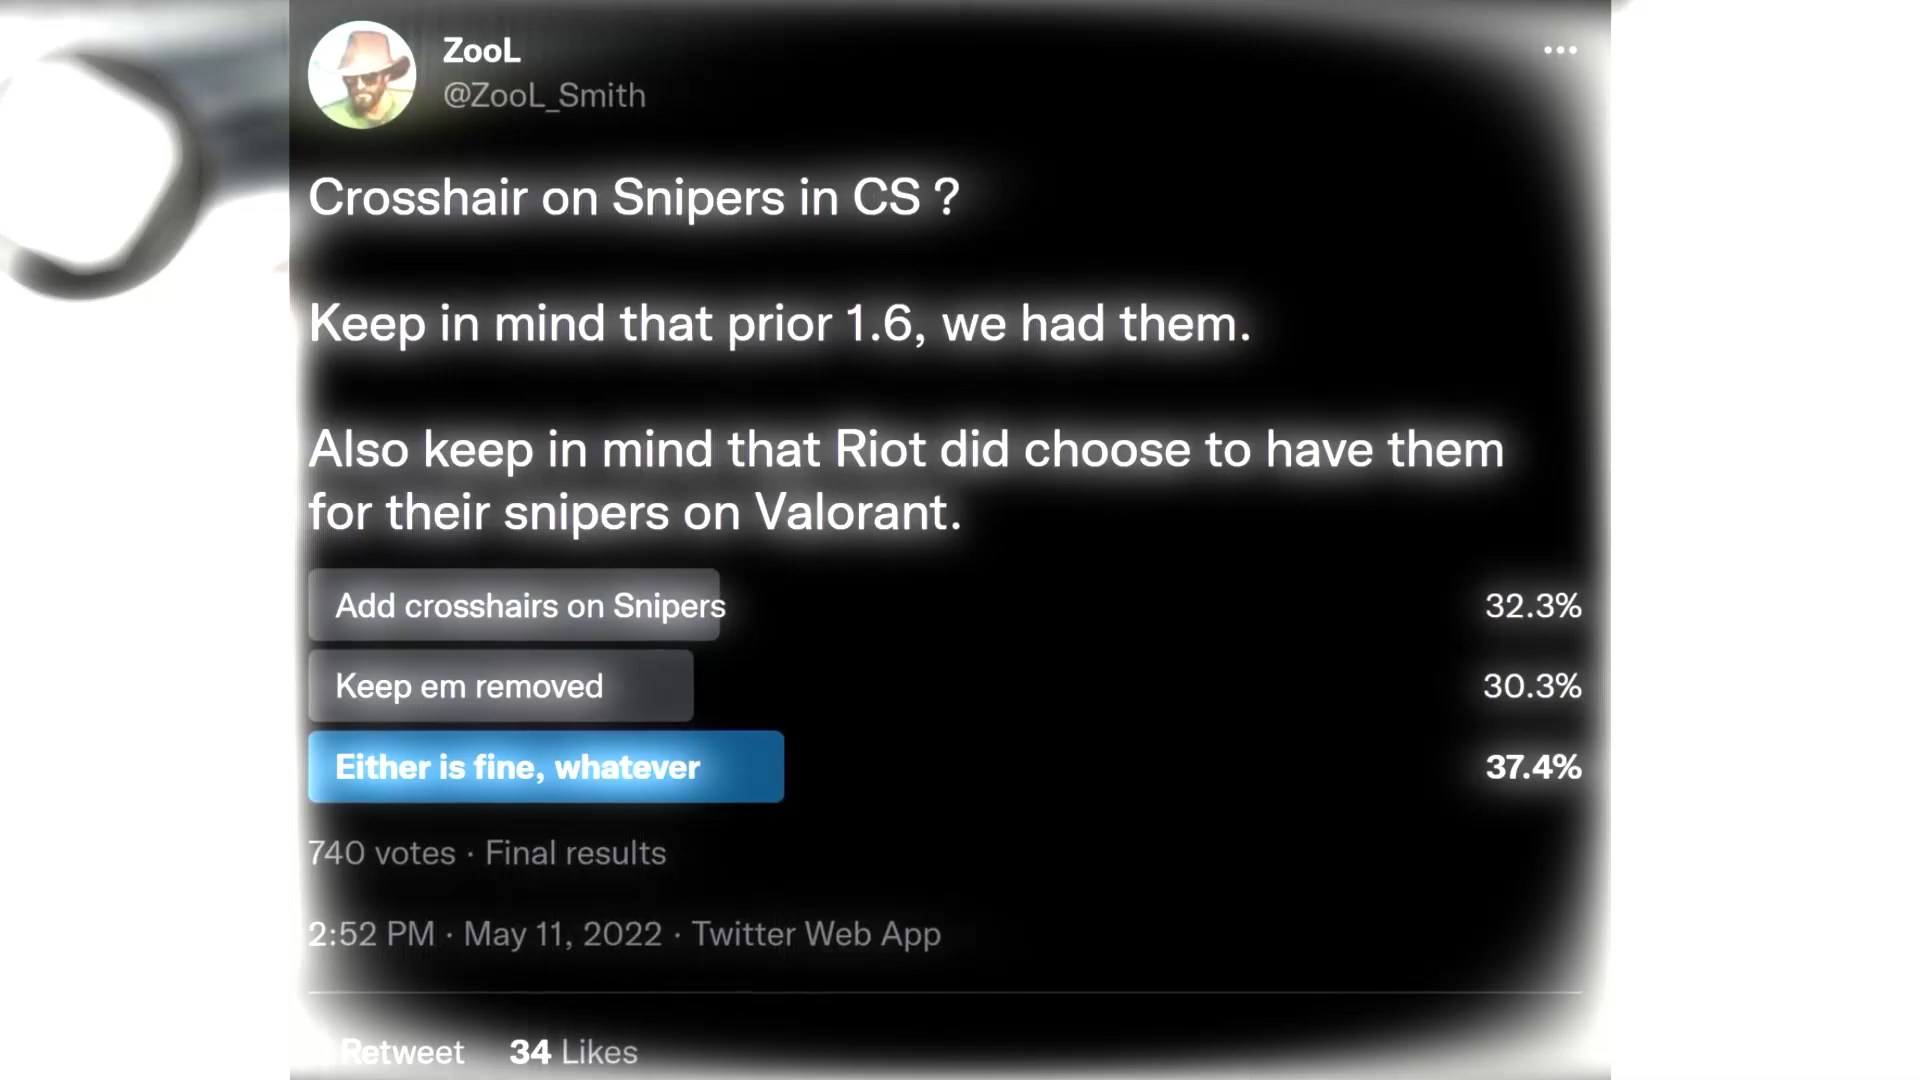 ZooL
@ZooL_Smith
Crosshair on Snipers in CS ?
Keep in mind that prior 1.6, we had them.
Also keep in mind that Riot did choose to have them
for their snipers on Valorant.
Add crosshairs on Snipers 32.3%
Keep em removed 30.3%
Either is fine, whatever 37.4%
740 votes · Final results
2:52 PM · May 11, 2022 · Twitter Web App
Retweet 34 Likes